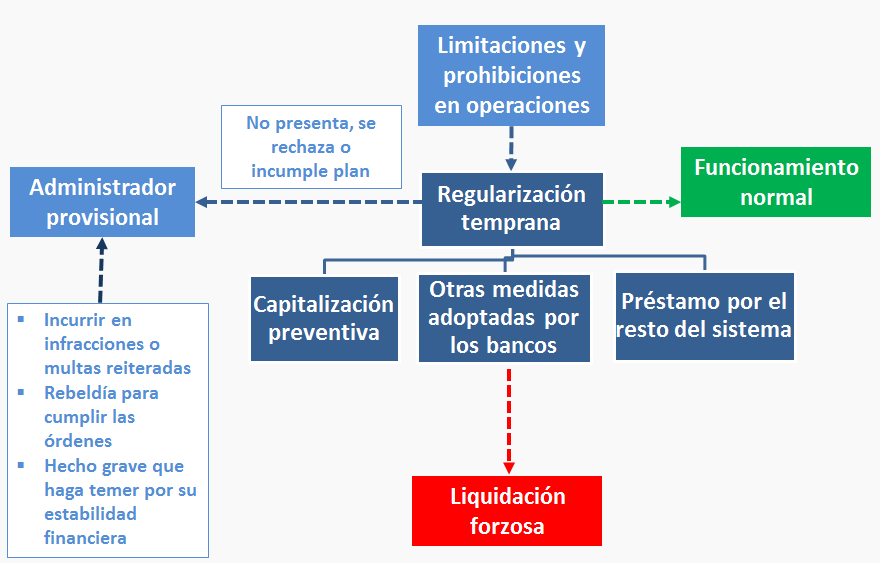 Limitaciones y
prohibiciones
en operaciones
No presenta, se
rechaza o
incumple plan
Administrador
provisional
Regularización
temprana
Funcionamiento
normal
Capitalización
preventiva
Otras medidas
adoptadas por
los bancos
Préstamo por el
resto del sistema
▪ Incurrir en
infracciones o
multas reiteradas
▪ Rebeldía para
cumplir las
órdenes
▪ Hecho grave que
haga temer por su
estabilidad
financiera
Liquidación
forzosa